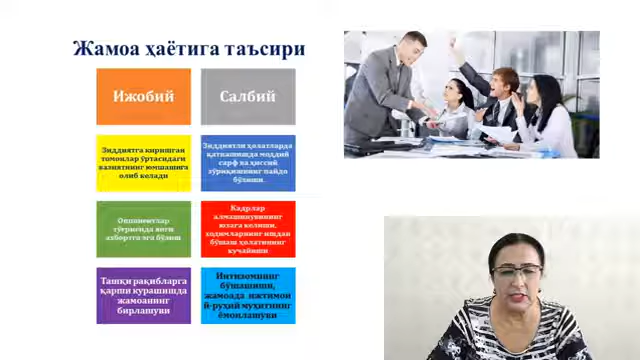 Жамоа ҳаётига таъсири
Ижобий
Салбий
Зиддиятга киришган
томонлар ўртасидаги
вазиятнинг юмшашига
олиб келади
Зиддиятли ҳолатларда
қатнашишда моддий
сарф ва ҳиссий
зўриқишнинг пайдо
бўлиши
Оппонентлар
тўғрисида янги
ахборотга эга бўлиш
Кадрлар
алмашинувининг
юзага келиши,
ходимларнинг ишдан
бўшаш ҳолатининг
кучайиши
Ташқи рақибларга
қарши курашишда
жамоанинг
бирлашуви
Интизомнинг
бўшашиши,
жамоада ижтимои
й-руҳий муҳитнинг
ёмонлашуви